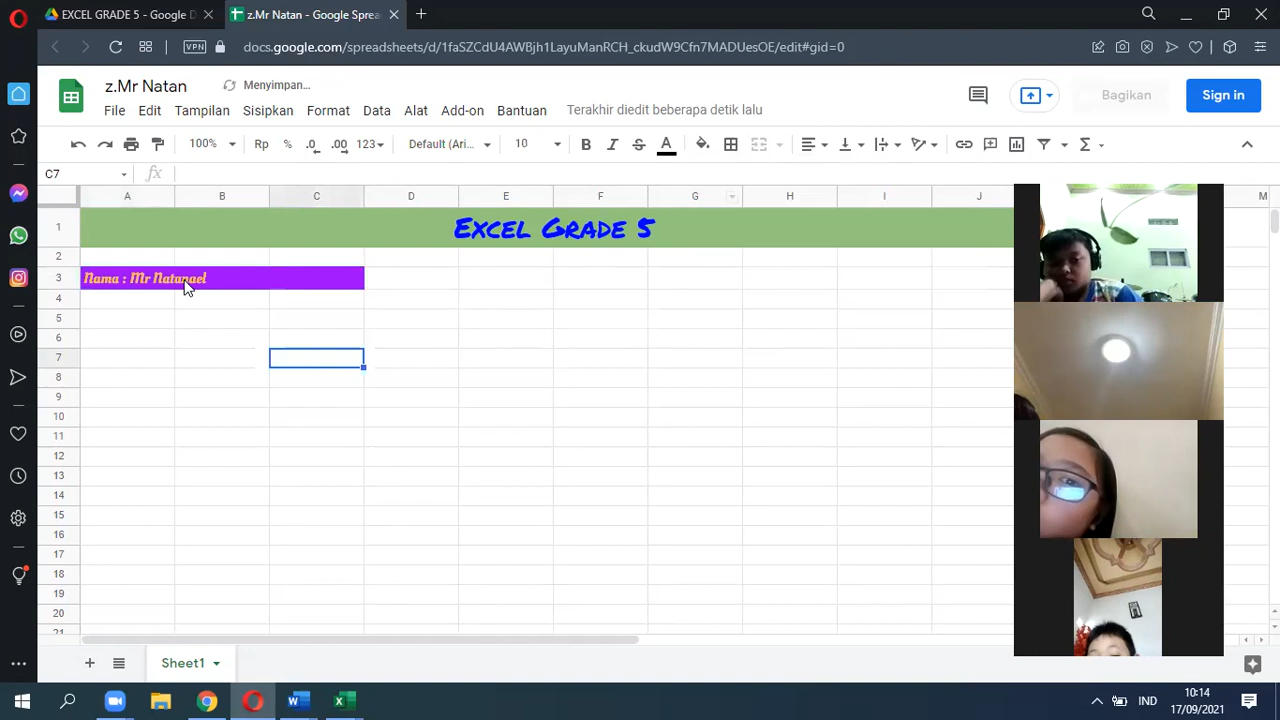 EXCEL GRADE 5 - Google D
z.Mr Natan - Google Sprea
VPN
docs.google.com/spreadsheets/d/1faSZCdU4AWBjh1LayuManRCH_ckudW9Cfn7MADUesOE/edit#gid=0
z.Mr Natan
Menyimpan...
File Edit Tampilan Sisipkan Format Data Alat Add-on Bantuan Terakhir diedit beberapa detik lalu
Bagikan
Sign in
100% Rp % .0 .00 123 Default (Ari... 10 B I S A
C7 fx
A B C D E F G H I J M
1 Excel Grade 5
2
3 Nama : Mr Natanael
4
5
6
7
8
9
10
11
12
13
14
15
16
17
18
19
20
21
Sheet1
IND
10:14
17/09/2021